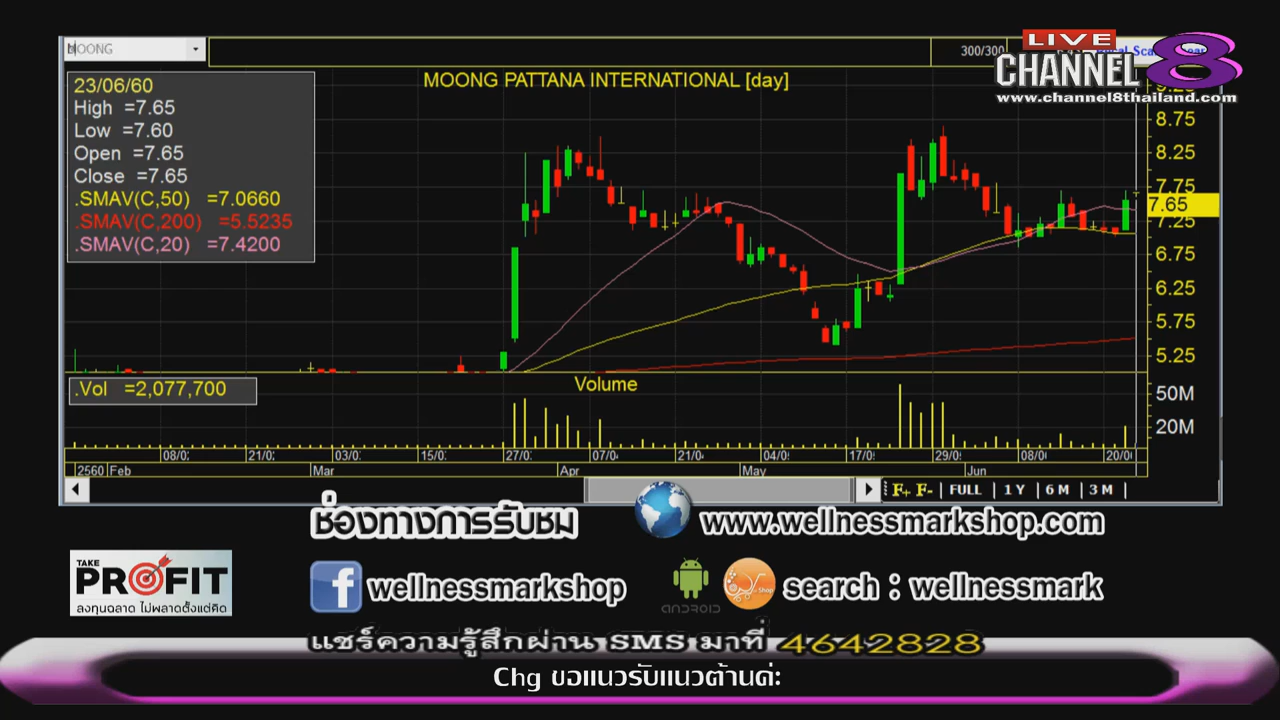 MOONG
300/300
LIVE
CHANNEL 8
www.channel8thailand.com
MOONG PATTANA INTERNATIONAL [day]
23/06/60
High =7.65
Low =7.60
Open =7.65
Close =7.65
.SMAV(C,50) =7.0660
.SMAV(C,200) =5.5235
.SMAV(C,20) =7.4200
8.75
8.25
7.75
7.65
7.25
6.75
6.25
5.75
5.25
.Vol =2,077,700
Volume
50M
20M
08/0 21/0 03/0 15/0 27/0 07/0 21/0 04/0 17/0 29/0 08/0 20/0
2560 Feb Mar Apr May Jun
F+ F- FULL 1 Y 6 M 3 M
ช่องทางการรับชม
www.wellnessmarkshop.com
TAKE
PROFIT
ลงทุนฉลาด ไม่พลาดตั้งแต่คิด
wellnessmarkshop
ANDROID
Shop
search : wellnessmark
แชร์ความรู้สึกผ่าน SMS มาที่ 4642828
Chg ขอแนวรับแนวต้านค่ะ